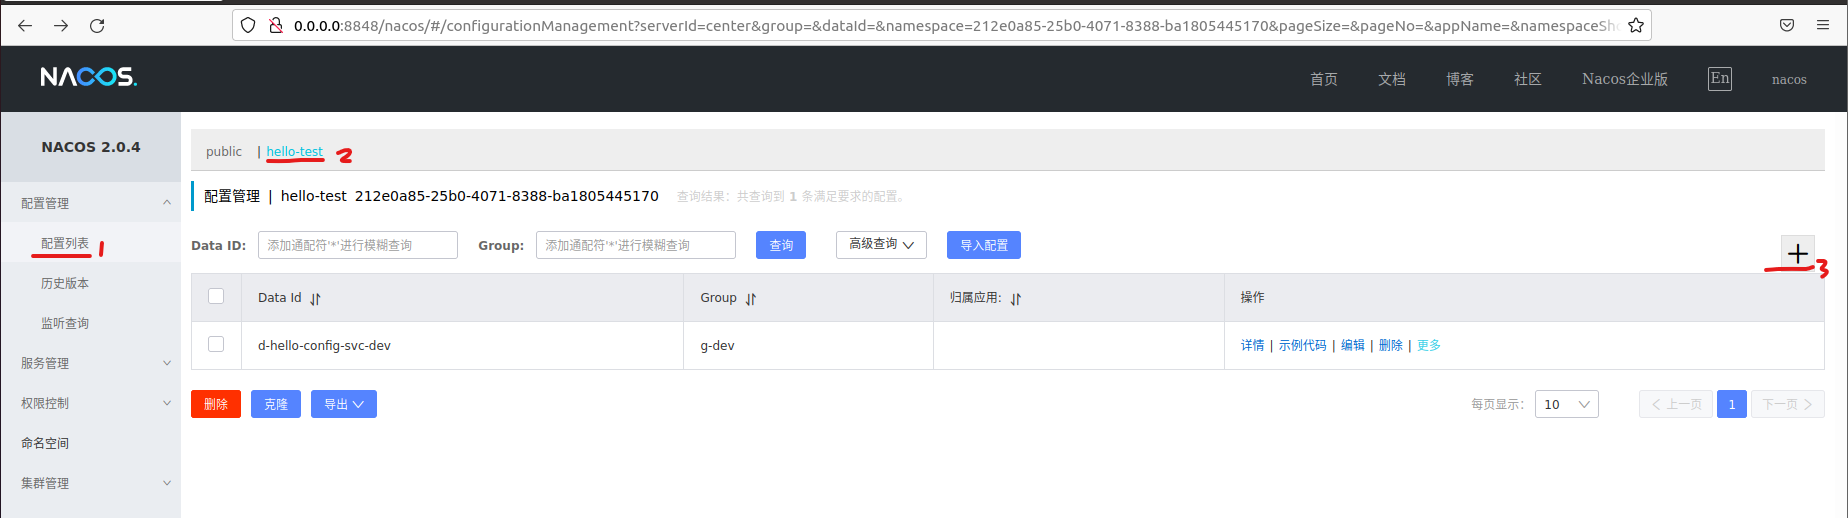 0.0.0.0:8848/nacos/#/configurationManagement?serverId=center&group=&dataId=&namespace=212e0a85-25b0-4071-8388-ba1805445170&pageSize=&pageNo=&appName=&namespaceSho
NACOS.
首页 文档 博客 社区 Nacos企业版 En nacos
NACOS 2.0.4
配置管理
配置列表 1
历史版本
监听查询
服务管理
权限控制
命名空间
集群管理
public | hello-test 2
配置管理 | hello-test 212e0a85-25b0-4071-8388-ba1805445170 查询结果：共查询到 1 条满足要求的配置。
Data ID: 添加通配符'*'进行模糊查询 Group: 添加通配符'*'进行模糊查询 查询 高级查询 导入配置 + 3
Data Id Group 归属应用: 操作
d-hello-config-svc-dev g-dev 详情 | 示例代码 | 编辑 | 删除 | 更多
删除 克隆 导出 每页显示： 10 上一页 1 下一页